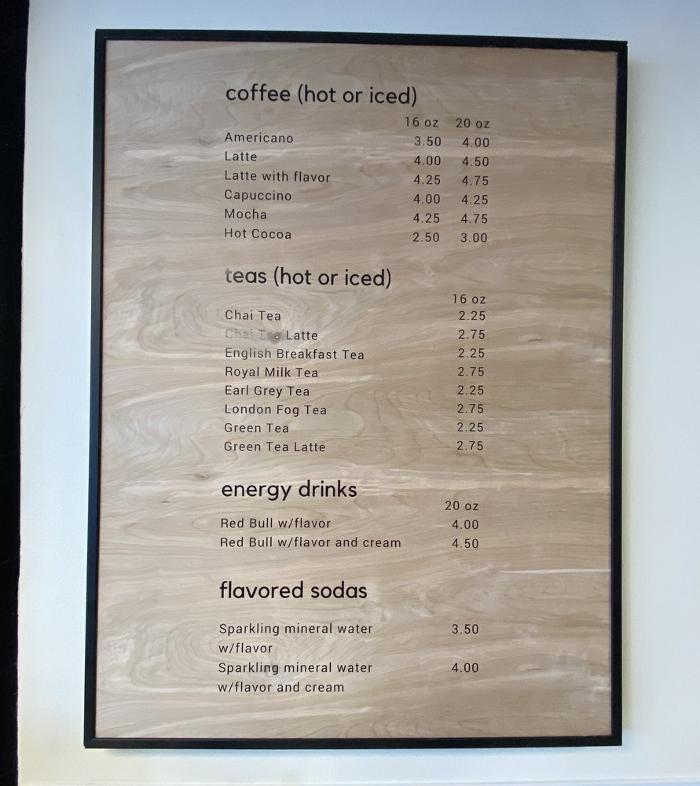 coffee (hot or iced)
16 oz 20 oz
Americano 3.50 4.00
Latte 4.00 4.50
Latte with flavor 4.25 4.75
Capuccino 4.00 4.25
Mocha 4.25 4.75
Hot Cocoa 2.50 3.00
teas (hot or iced)
16 oz
Chai Tea 2.25
Chai Tea Latte 2.75
English Breakfast Tea 2.25
Royal Milk Tea 2.75
Earl Grey Tea 2.25
London Fog Tea 2.75
Green Tea 2.25
Green Tea Latte 2.75
energy drinks
20 oz
Red Bull w/flavor 4.00
Red Bull w/flavor and cream 4.50
flavored sodas
Sparkling mineral water 3.50
w/flavor
Sparkling mineral water 4.00
w/flavor and cream